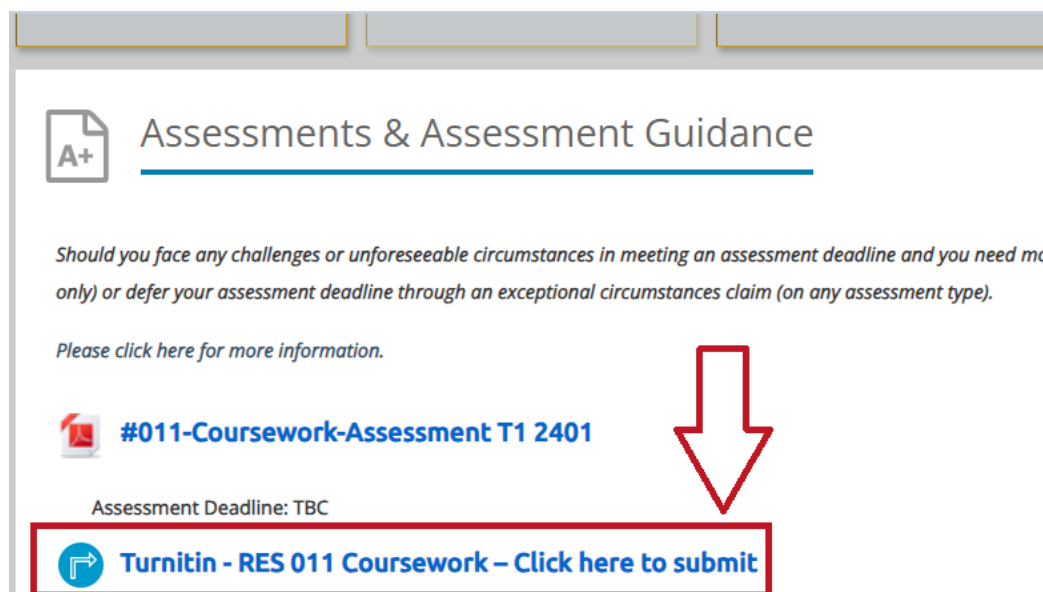 A+
Assessments & Assessment Guidance
Should you face any challenges or unforeseeable circumstances in meeting an assessment deadline and you need
only) or defer your assessment deadline through an exceptional circumstances claim (on any assessment type).
Please click here for more information.
#011-Coursework-Assessment T1 2401
Assessment Deadline: TBC
Turnitin - RES 011 Coursework – Click here to submit